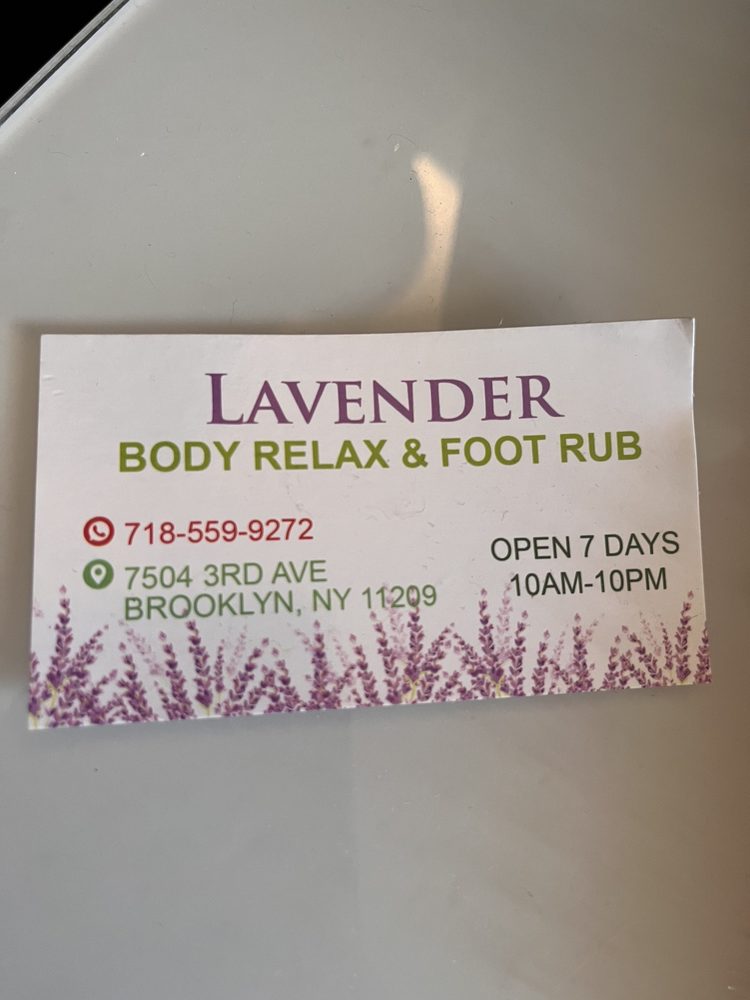 LAVENDER
BODY RELAX & FOOT RUB
718-559-9272
7504 3RD AVE
BROOKLYN, NY 11209
OPEN 7 DAYS
10AM-10PM